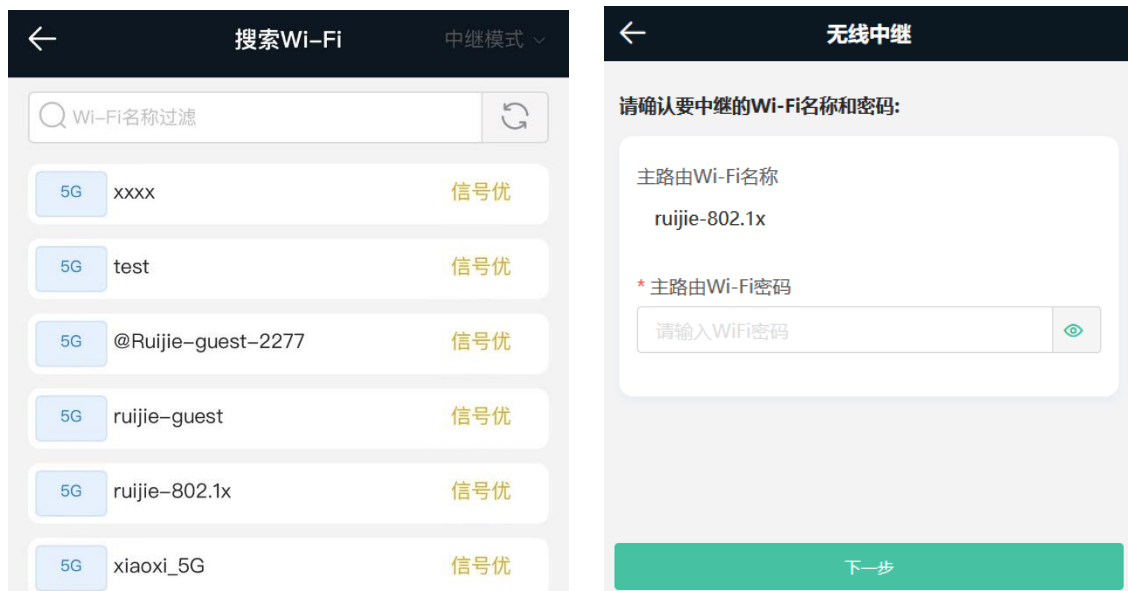 搜索Wi-Fi
中继模式
Wi-Fi名称过滤
5G xxxx 信号优
5G test 信号优
5G @Ruijie-guest-2277 信号优
5G ruijie-guest 信号优
5G ruijie-802.1x 信号优
5G xiaoxi_5G 信号优
无线中继
请确认要中继的Wi-Fi名称和密码:
主路由Wi-Fi名称
ruijie-802.1x
* 主路由Wi-Fi密码
请输入WiFi密码
下一步